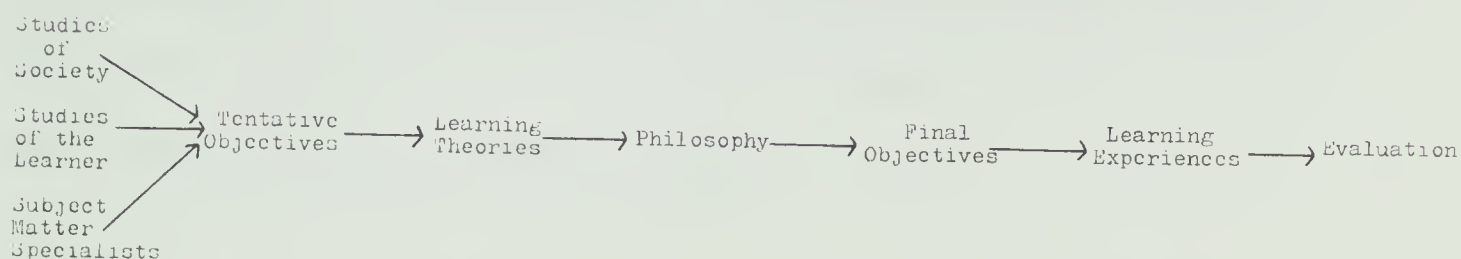 Studies
of
Society
Studies
of the
Learner
Subject
Matter
Specialists
Tentative
Objectives
Learning
Theories
Philosophy
Final
Objectives
Learning
Experiences
Evaluation